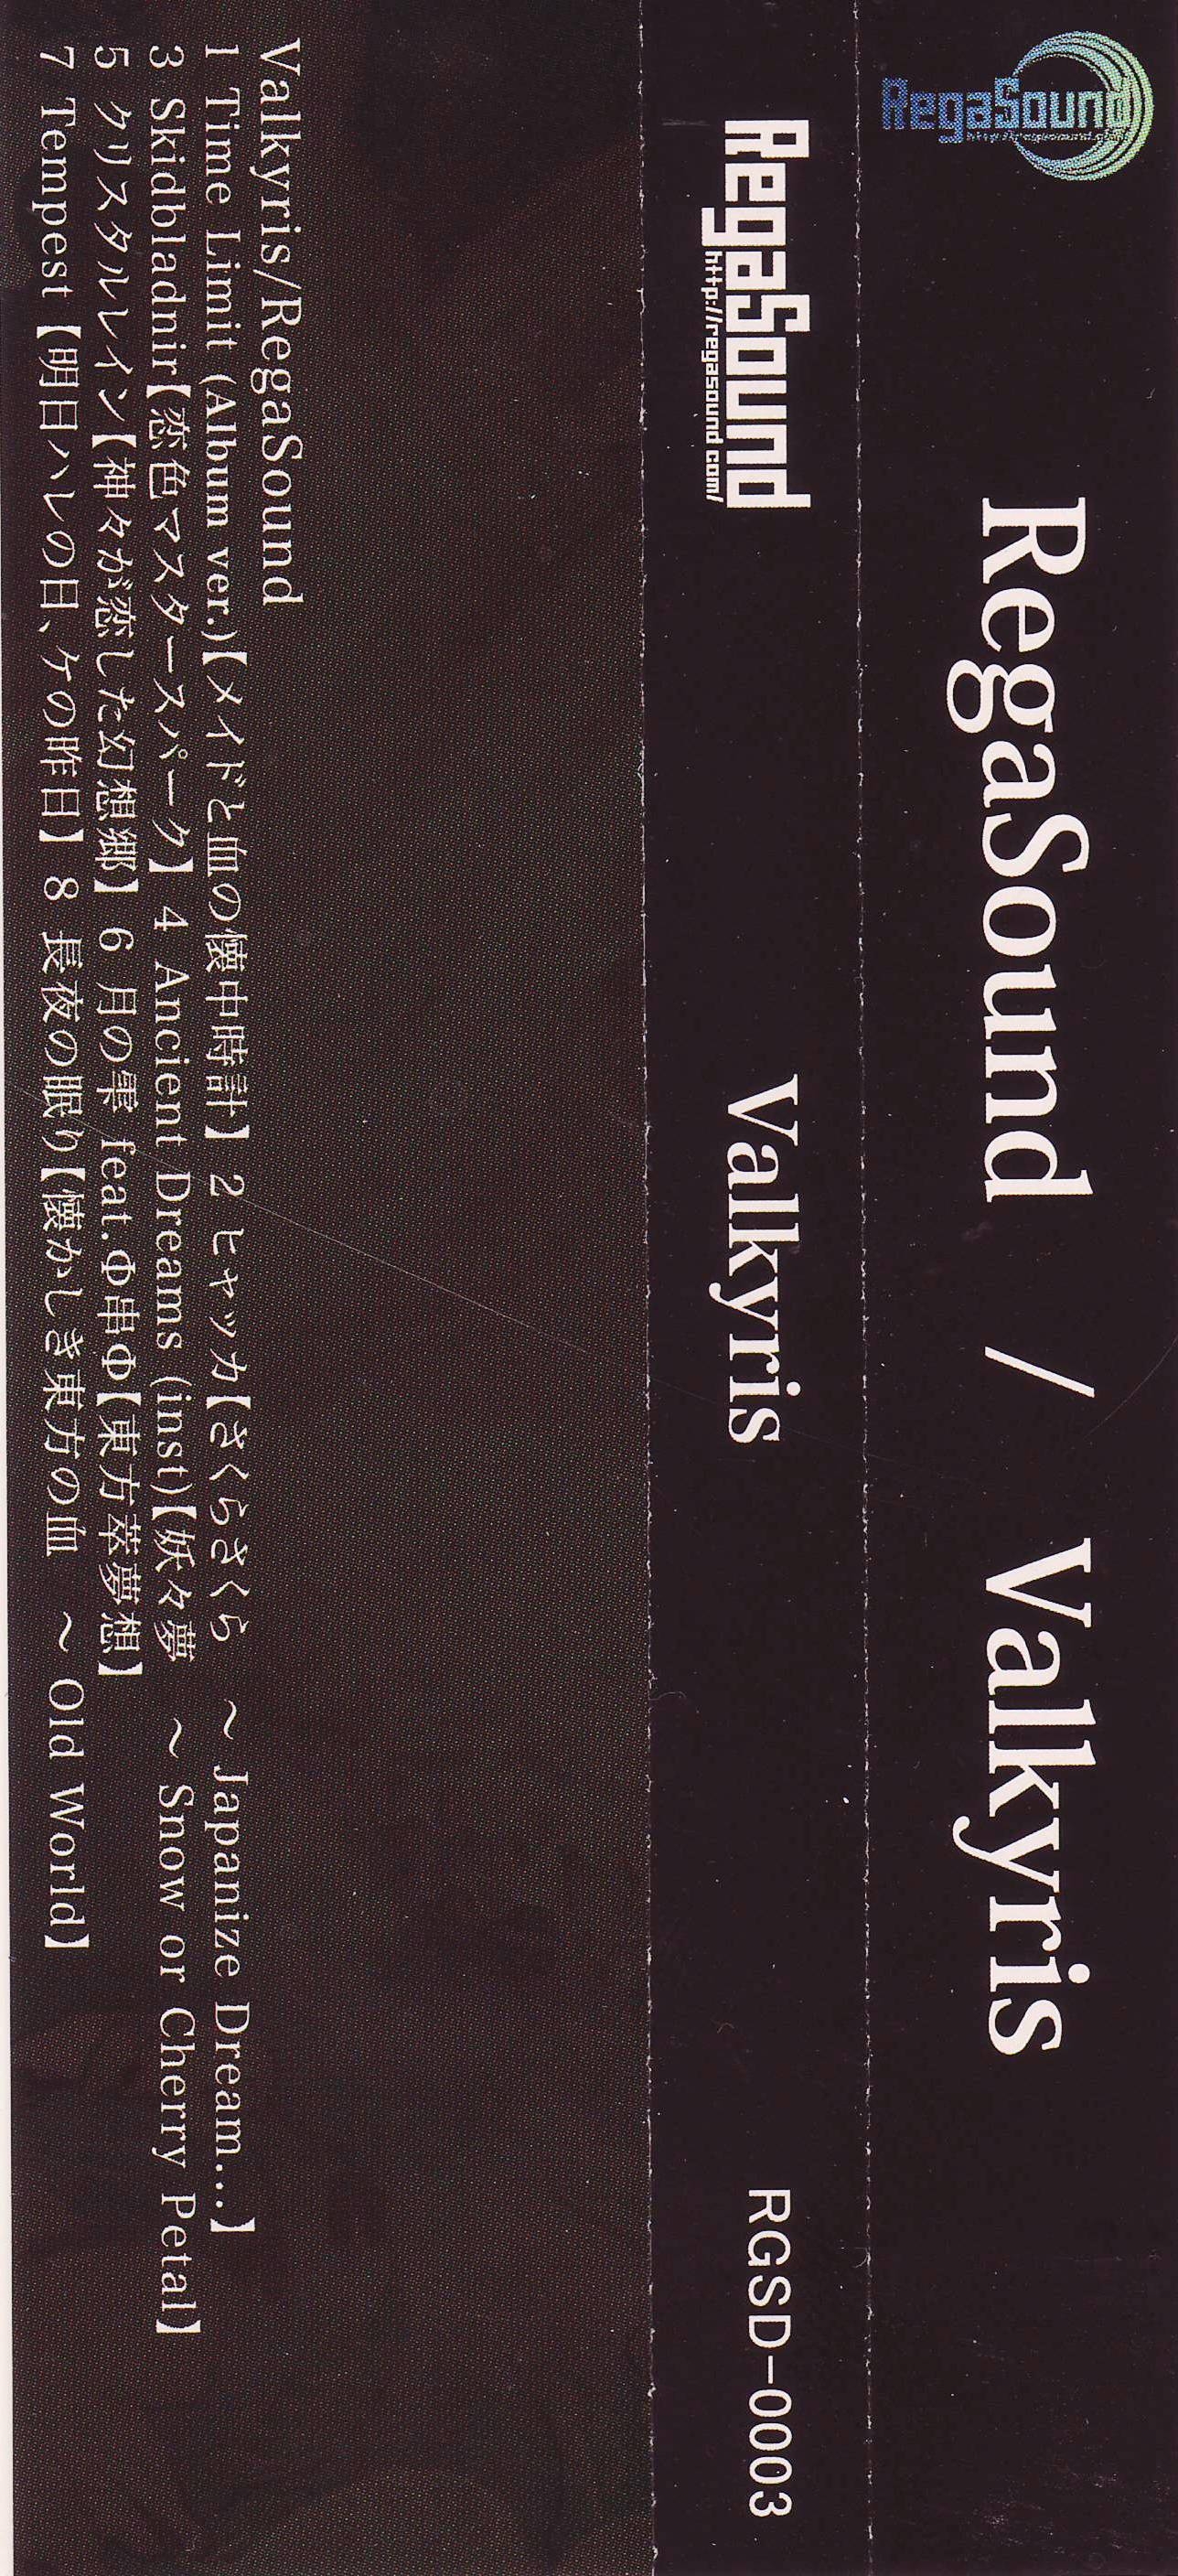 RegaSound
RegaSound / Valkyris
RegaSound
http://regasound.com/
Valkyris
RGSD-0003
Valkyris/RegaSound
1 Time Limit (Album ver.)【メイドと血の懐中時計】 2 ヒャッカ【さくらさくら ～ Japanize Dream...】
3 Skidbladnir【恋色マスタースパーク】 4 Ancient Dreams (inst)【妖々夢 ～ Snow or Cherry Petal】
5 クリスタルレイン【神々が恋した幻想郷】 6 月の雫 feat.Φ串Φ【東方萃夢想】
7 Tempest【明日ハレの日、ケの昨日】 8 長夜の眠り【懐かしき東方の血 ～ Old World】